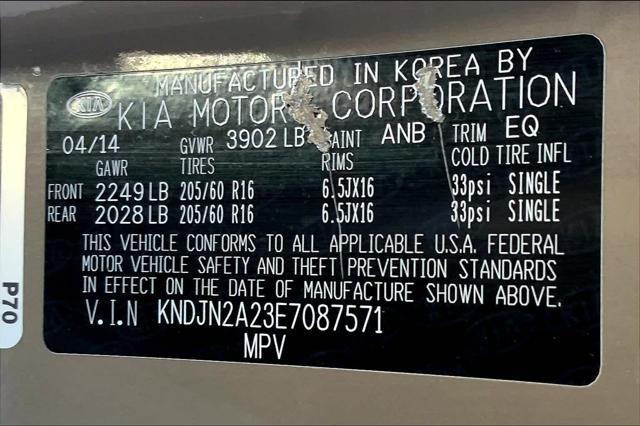 MANUFACTURED IN KOREA BY
KIA KIA MOTORS CORPORATION
04/14 GVWR 3902 LB PAINT ANB TRIM EQ
GAWR TIRES RIMS COLD TIRE INFL
FRONT 2249 LB 205/60 R16 6.5JX16 33psi SINGLE
REAR 2028 LB 205/60 R16 6.5JX16 33psi SINGLE
THIS VEHICLE CONFORMS TO ALL APPLICABLE U.S.A. FEDERAL
MOTOR VEHICLE SAFETY AND THEFT PREVENTION STANDARDS
IN EFFECT ON THE DATE OF MANUFACTURE SHOWN ABOVE.
V.I.N KNDJN2A23E7087571
MPV
P70